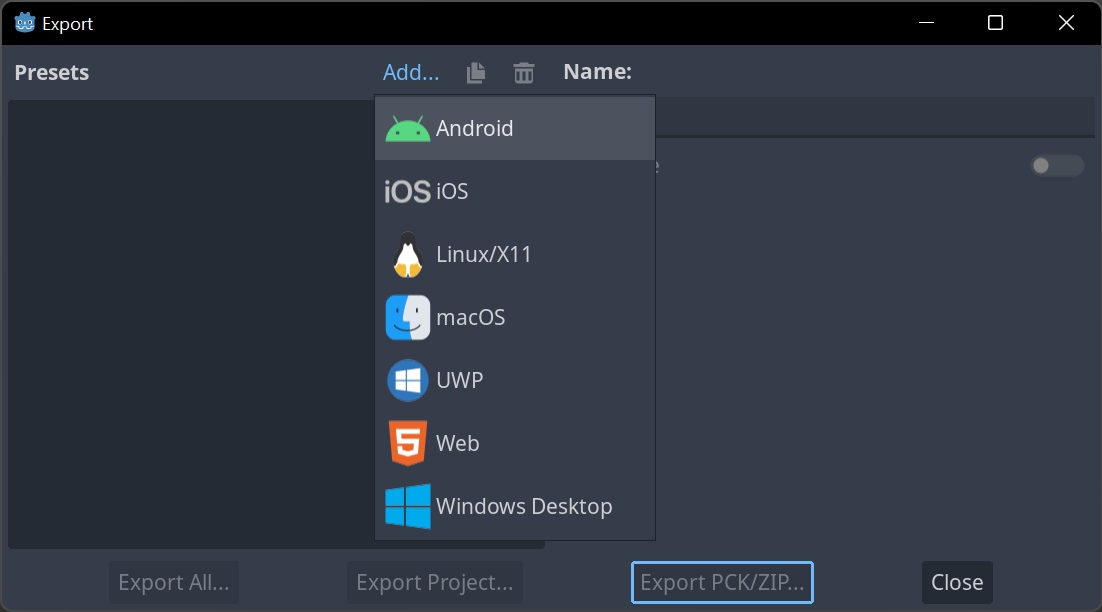 Export
Presets
Add...
Name:
Android
iOS iOS
Linux/X11
macOS
UWP
5 Web
Windows Desktop
Export All...
Export Project...
Export PCK/ZIP...
Close